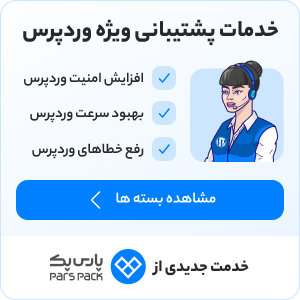 خدمات پشتیبانی ویژه وردپرس
افزایش امنیت وردپرس
بهبود سرعت وردپرس
رفع خطاهای وردپرس
مشاهده بسته ها
خدمت جدیدی از
پارس‌پک
PARS PACK